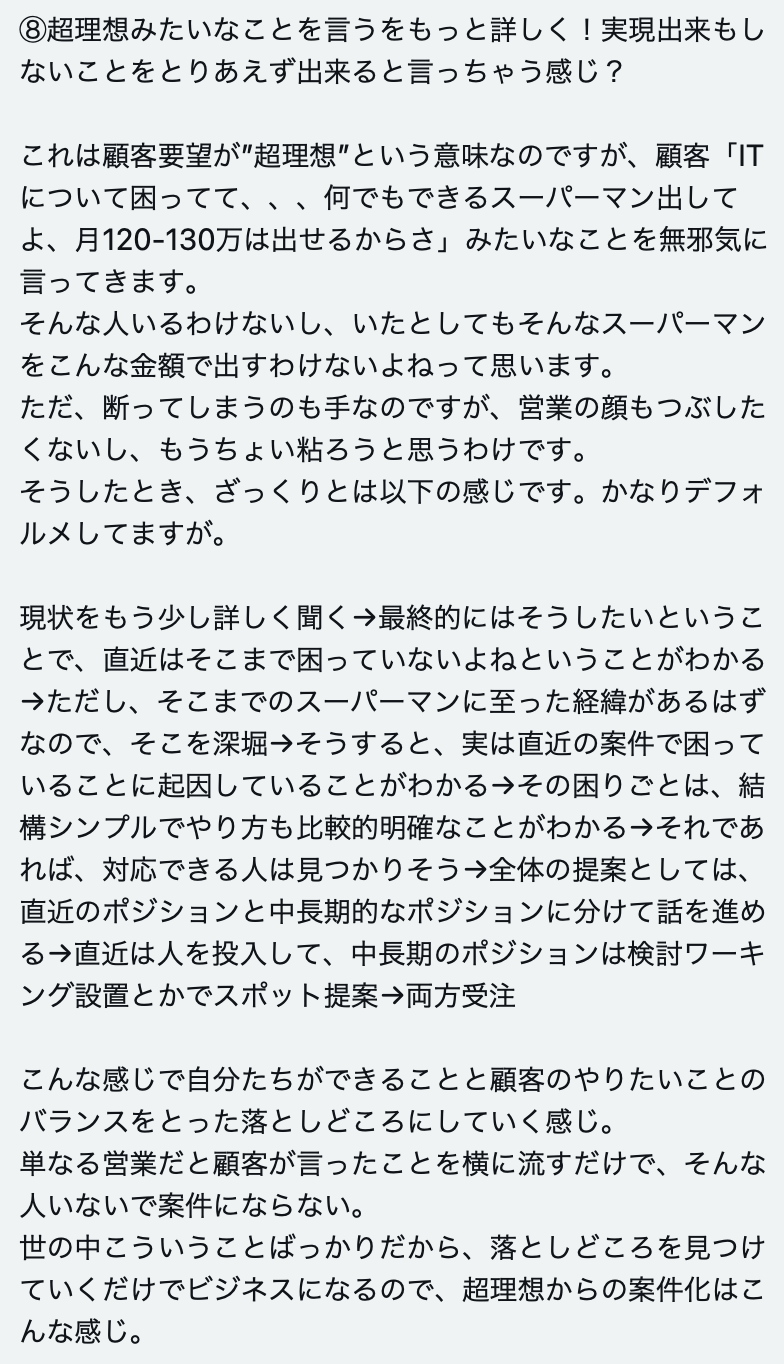 ⑧超理想みたいなことを言うをもっと詳しく！実現出来もし
ないことをとりあえず出来ると言っちゃう感じ？
これは顧客要望が"超理想"という意味なのですが、顧客「IT
について困ってて、、、何でもできるスーパーマン出して
よ、月120-130万は出せるからさ」みたいなことを無邪気に
言ってきます。
そんな人いるわけないし、いたとしてもそんなスーパーマン
をこんな金額で出すわけないよねって思います。
ただ、断ってしまうのも手なのですが、営業の顔もつぶした
くないし、もうちょい粘ろうと思うわけです。
そうしたとき、ざっくりとは以下の感じです。かなりデフォ
ルメしてますが。
現状をもう少し詳しく聞く→最終的にはそうしたいというこ
とで、直近はそこまで困っていないよねということがわかる
→ただし、そこまでのスーパーマンに至った経緯があるはず
なので、そこを深堀→そうすると、実は直近の案件で困って
いることに起因していることがわかる→その困りごとは、結
構シンプルでやり方も比較的明確なことがわかる→それであ
れば、対応できる人は見つかりそう→全体の提案としては、
直近のポジションと中長期的なポジションに分けて話を進め
る→直近は人を投入して、中長期のポジションは検討ワーキ
ング設置とかでスポット提案→両方受注
こんな感じで自分たちができることと顧客のやりたいことの
バランスをとった落としどころにしていく感じ。
単なる営業だと顧客が言ったことを横に流すだけで、そんな
人いないで案件にならない。
世の中こういうことばっかりだから、落としどころを見つけ
ていくだけでビジネスになるので、超理想からの案件化はこ
んな感じ。